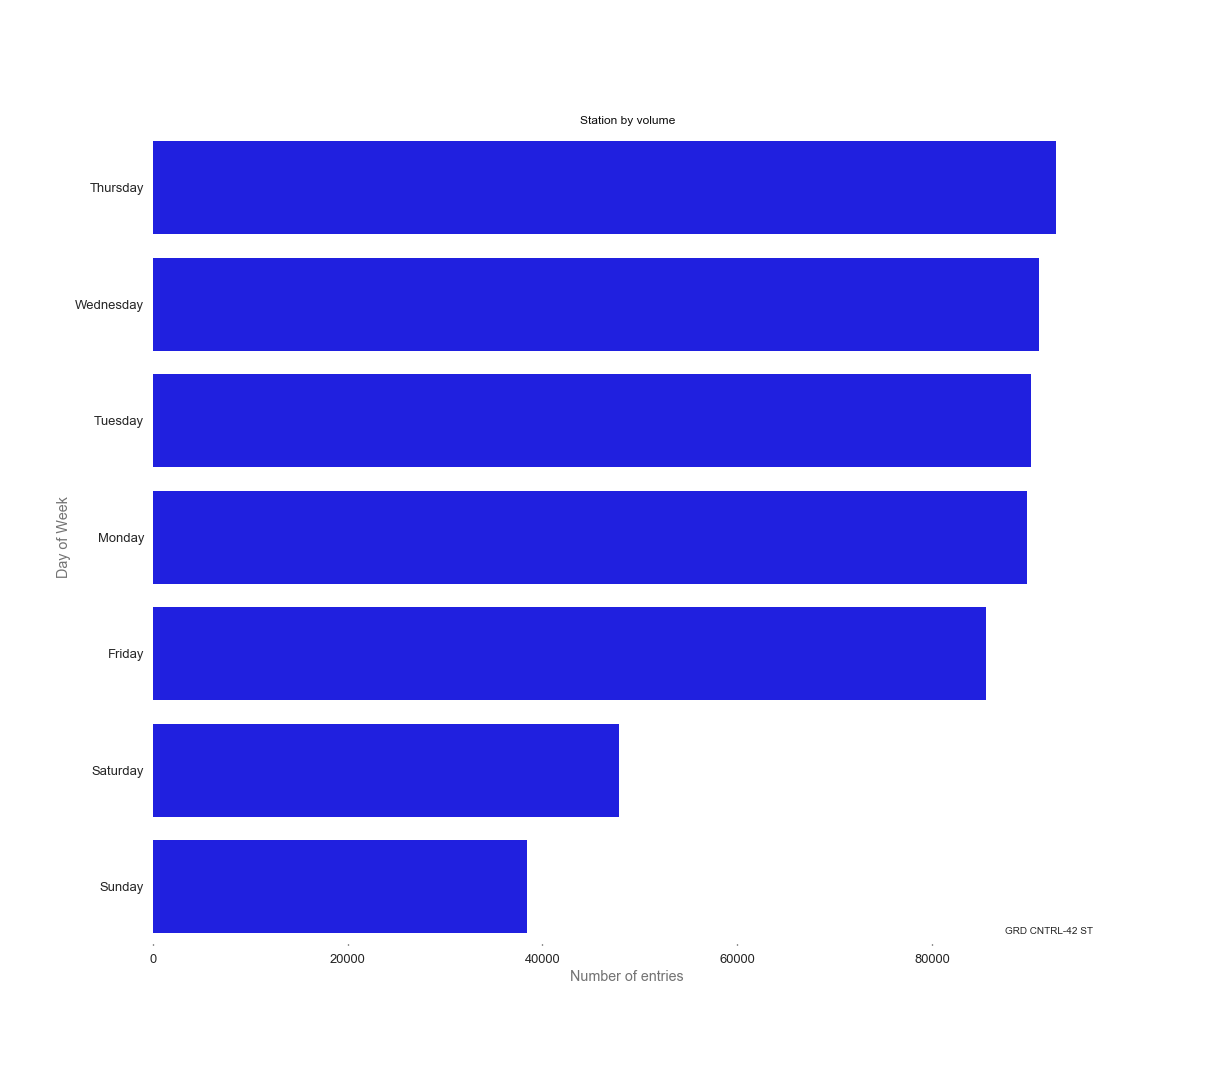 Station by volume
Thursday
Wednesday
Tuesday
Monday
Friday
Saturday
Sunday
Day of Week
GRD CNTRL-42 ST
0 20000 40000 60000 80000
Number of entries